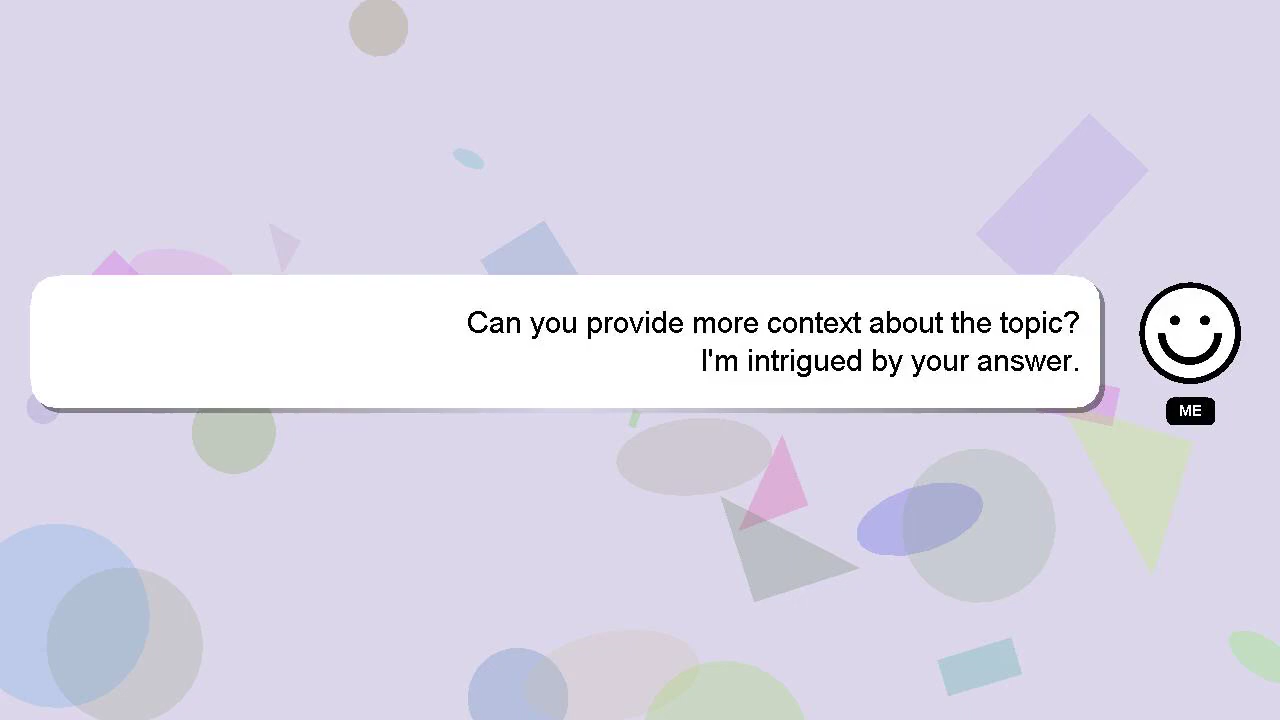 Can you provide more context about the topic?
I'm intrigued by your answer.
ME